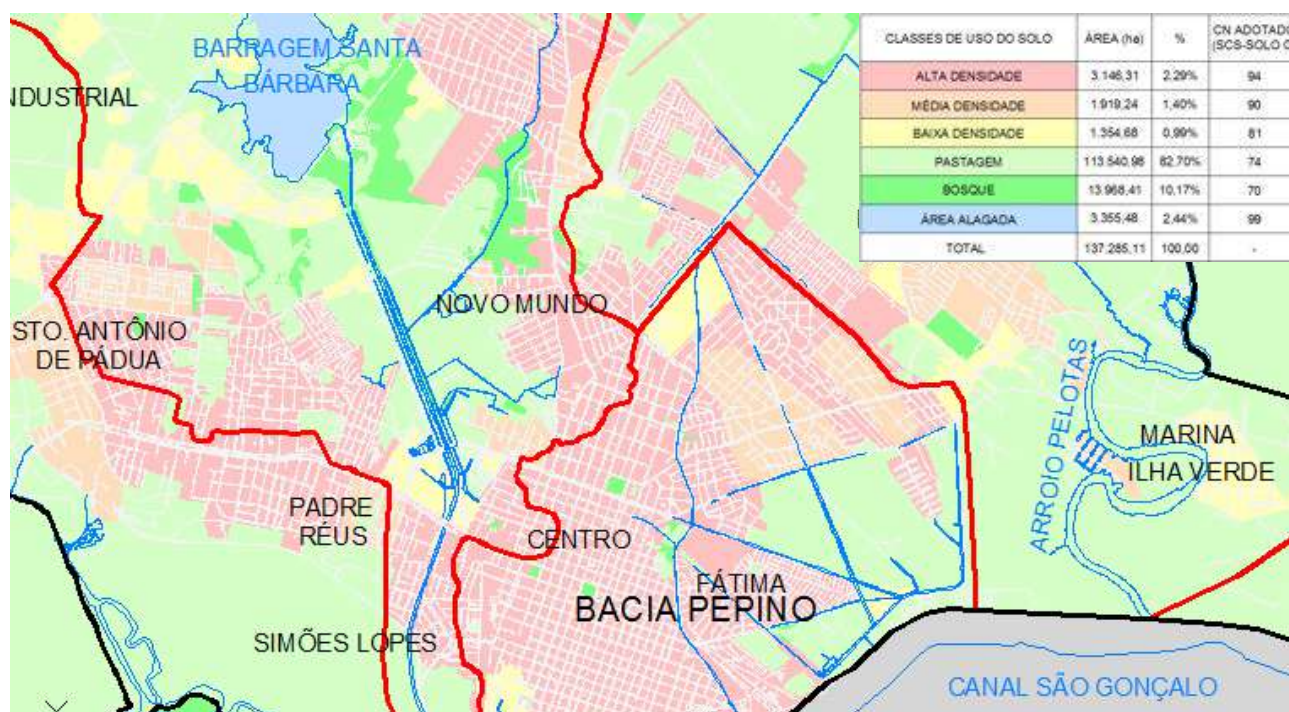 BARRAGEM SANTA
BÁRBARA
NDUSTRIAL
CLASSES DE USO DO SOLO ÁREA (ha) % CN ADOTADO
(SCS-SOLO C
ALTA DENSIDADE 3.146,31 2,29% 94
MÉDIA DENSIDADE 1.919,24 1,40% 90
BAIXA DENSIDADE 1.354,68 0,99% 81
PASTAGEM 113.540,98 82,70% 74
BOSQUE 13.968,41 10,17% 70
ÁREA ALAGADA 3.355,48 2,44% 99
TOTAL 137.285,11 100,00 -
NOVO MUNDO
STO. ANTÔNIO
DE PÁDUA
ARROIO PELOTAS
MARINA
ILHA VERDE
PADRE
RÉUS
CENTRO
FÁTIMA
BACIA PEPINO
SIMÕES LOPES
CANAL SÃO GONÇALO